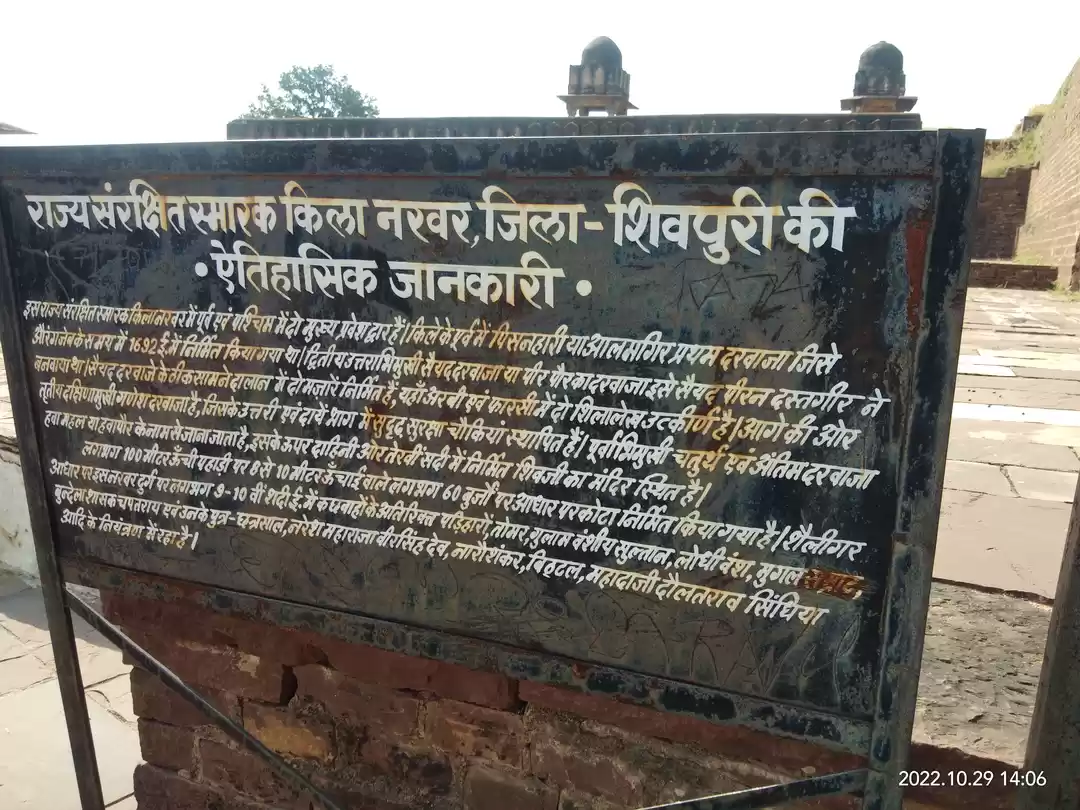 राज्य संरक्षित स्मारक किला नरवर, जिला - शिवपुरी की
• ऐतिहासिक जानकारी •
इस राज्य संरक्षित स्मारक किला नरवर में पूर्व एवं पश्चिम में दो मुख्य प्रवेश द्वार हैं। किले के पूर्व में पिसनहारी या आलमगिर प्रथम दरवाजा जिसे
औरंगजेब के समय में 1692 ई. में निर्मित किया गया था। द्वितीय उत्तराभिमुखी सैयद दरवाजा या पीर पौर का दरवाजा इसे सैयद पीरन दस्तगीर ने
बनवाया था। सैयद दरवाजे के ठीक सामने दालान में दो मजारें निर्मित हैं, यहाँ अरबी एवं फारसी में दो शिलालेख उत्कीर्ण है। आगे की ओर
तृतीय दक्षिणामुखी गणेश दरवाजा है, जिसके उत्तरी एवं दायें भाग में सुदृढ़ सुरक्षा चौकियां स्थापित हैं। पूर्वाभिमुखी चतुर्थ एवं अंतिम दरवाजा
हवा महल या हवापौर के नाम से जाना जाता है, इसके ऊपर दाहिनी ओर तेरवी सदी में निर्मित शिवजी का मंदिर स्थित है।
लगभग 100 मीटर ऊँची पहाड़ी पर 8 से 10 मीटर ऊँचाई वाले लगभग 60 बुर्जों पर आधार पर कोटा निर्मित किया गया है। शैलीगर
आधार पर इस नरवर दुर्ग पर लगभग 9-10 वीं शदी ई. में कछवाहों के अतिरिक्त पडिहारों, तोमर, गुलाम वंशीय सुल्तान, लोधी वंश, मुगल सम्राट,
बुन्देला शासक चंपतराय एवं उनके पुत्र - छत्रसाल, नरेश महाराजा वीरसिंह देव, नारोशंकर, बिठ्ठल, महादाजी दौलतराव सिंधिया
आदि के नियंत्रण में रहा है।
2022.10.29 14:06